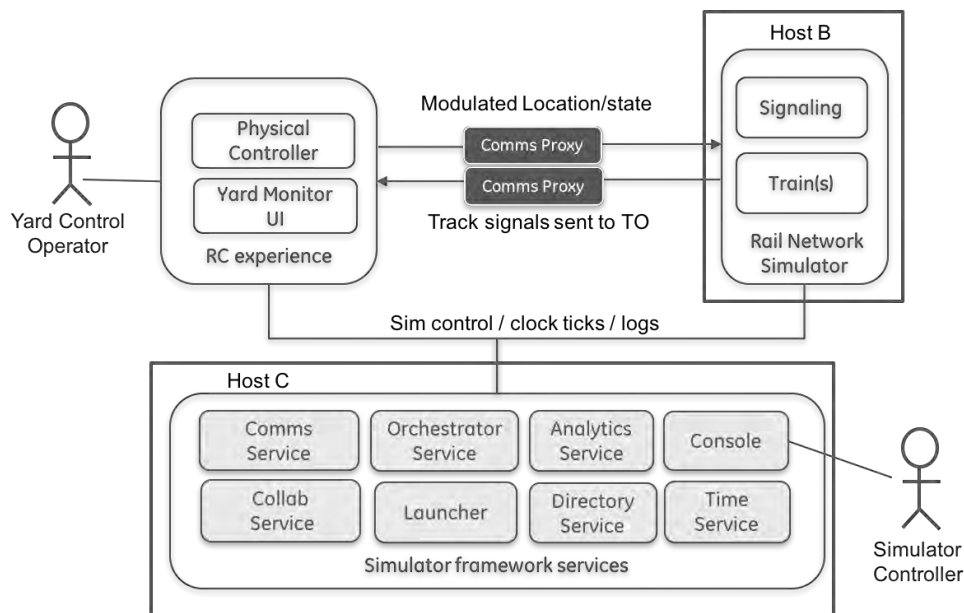 Host B
Modulated Location/state
Signaling
Physical
Controller
Comms Proxy
Comms Proxy
Train(s)
Yard Monitor
UI
Yard Control
Operator
Track signals sent to TO
RC experience
Rail Network
Simulator
Sim control / clock ticks / logs
Host C
Comms
Service
Orchestrator
Service
Analytics
Service
Console
Collab
Service
Launcher
Directory
Service
Time
Service
Simulator framework services
Simulator
Controller